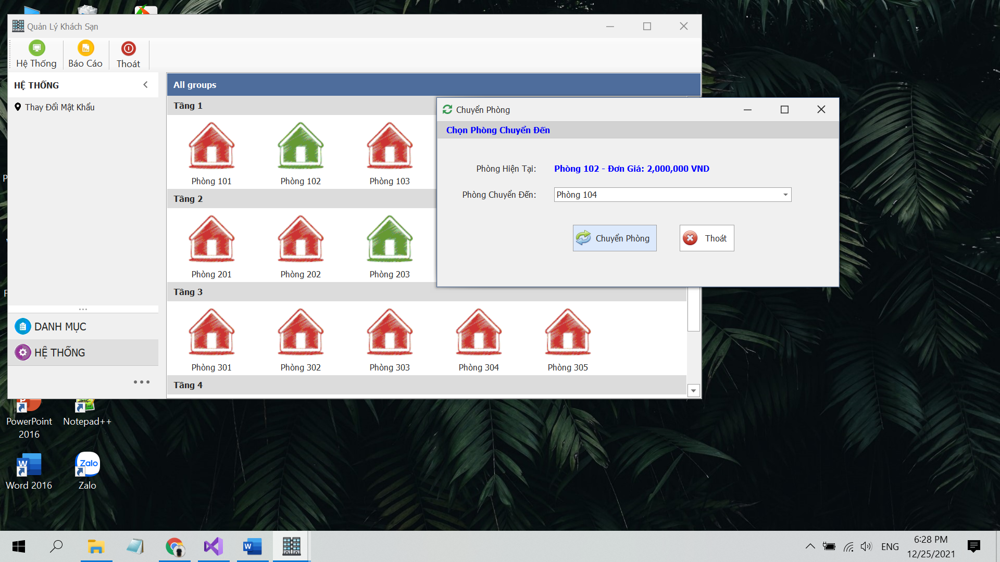 Quản Lý Khách Sạn
Hệ Thống
Báo Cáo
Thoát
HỆ THỐNG
Thay Đổi Mật Khẩu
DANH MỤC
HỆ THỐNG
All groups
Tầng 1
Phòng 101
Phòng 102
Phòng 103
Tầng 2
Phòng 201
Phòng 202
Phòng 203
Tầng 3
Phòng 301
Phòng 302
Phòng 303
Phòng 304
Phòng 305
Tầng 4
Chuyển Phòng
Chọn Phòng Chuyển Đến
Phòng Hiện Tại:
Phòng 102 - Đơn Giá: 2,000,000 VND
Phòng Chuyển Đến:
Phòng 104
Chuyển Phòng
Thoát
PowerPoint
2016
Notepad++
Word 2016
Zalo
Zalo
ENG
6:28 PM
12/25/2021